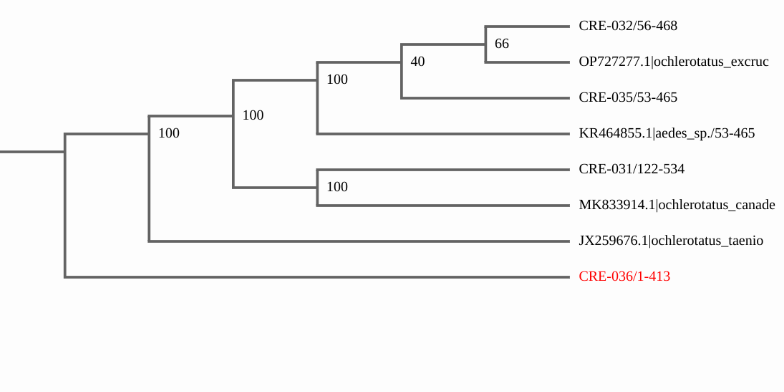 CRE-032/56-468
66
OP727277.1|ochlerotatus_excruc
40
CRE-035/53-465
100
KR464855.1|aedes_sp./53-465
100
100
CRE-031/122-534
100
MK833914.1|ochlerotatus_canade
JX259676.1|ochlerotatus_taenio
CRE-036/1-413